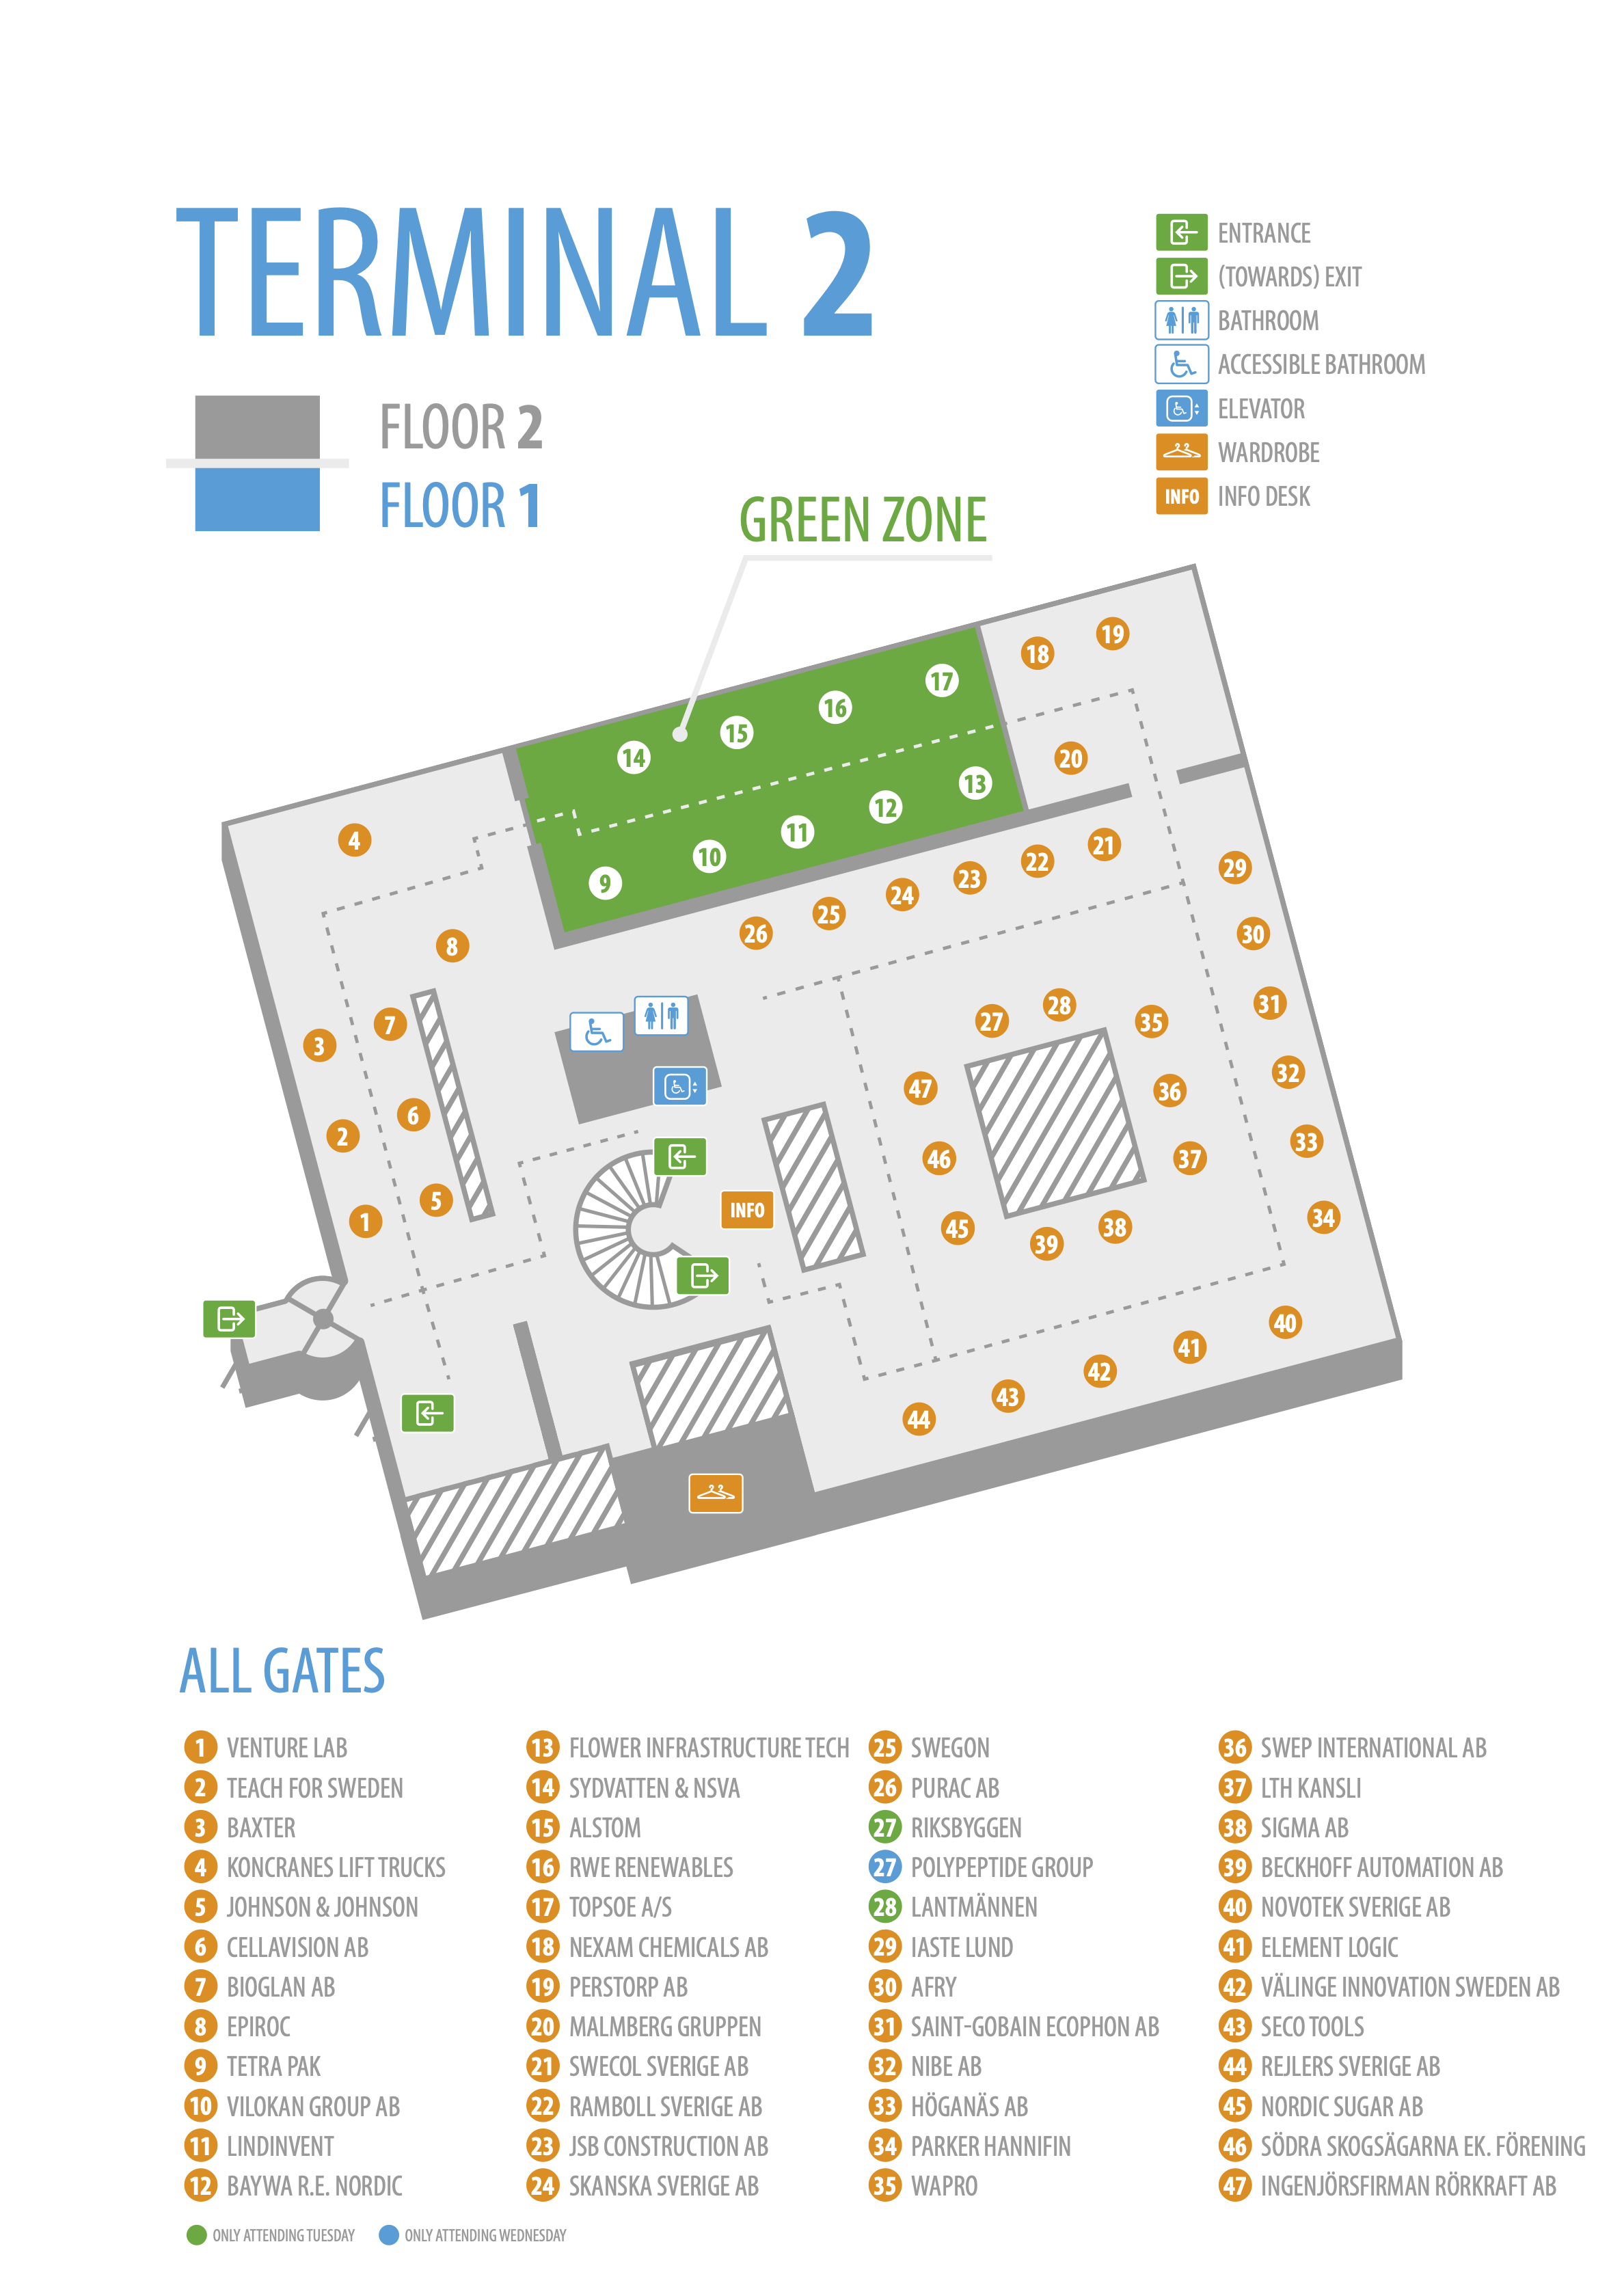 TERMINAL 2
ENTRANCE
(TOWARDS) EXIT
BATHROOM
ACCESSIBLE BATHROOM
ELEVATOR
WARDROBE
INFO INFO DESK
FLOOR 2
FLOOR 1
GREEN ZONE
19
18
17
16
15
14
20
13
12
11
10
9
4
21
22
23
24
25
26
29
8
30
28
27
35
31
7
3
32
47
36
6
2
33
46
37
5
1
INFO
34
45
38
39
40
41
42
43
44
ALL GATES
1 VENTURE LAB
2 TEACH FOR SWEDEN
3 BAXTER
4 KONCRANES LIFT TRUCKS
5 JOHNSON & JOHNSON
6 CELLAVISION AB
7 BIOGLAN AB
8 EPIROC
9 TETRA PAK
10 VILOKAN GROUP AB
11 LINDINVENT
12 BAYWA R.E. NORDIC
13 FLOWER INFRASTRUCTURE TECH
14 SYDVATTEN & NSVA
15 ALSTOM
16 RWE RENEWABLES
17 TOPSOE A/S
18 NEXAM CHEMICALS AB
19 PERSTORP AB
20 MALMBERG GRUPPEN
21 SWECOL SVERIGE AB
22 RAMBOLL SVERIGE AB
23 JSB CONSTRUCTION AB
24 SKANSKA SVERIGE AB
25 SWEGON
26 PURAC AB
27 RIKSBYGGEN
27 POLYPEPTIDE GROUP
28 LANTMÄNNEN
29 IASTE LUND
30 AFRY
31 SAINT-GOBAIN ECOPHON AB
32 NIBE AB
33 HÖGANÄS AB
34 PARKER HANNIFIN
35 WAPRO
36 SWEP INTERNATIONAL AB
37 LTH KANSLI
38 SIGMA AB
39 BECKHOFF AUTOMATION AB
40 NOVOTEK SVERIGE AB
41 ELEMENT LOGIC
42 VÄLINGE INNOVATION SWEDEN AB
43 SECO TOOLS
44 REJLERS SVERIGE AB
45 NORDIC SUGAR AB
46 SÖDRA SKOGSÄGARNA EK. FÖRENING
47 INGENJÖRSFIRMAN RÖRKRAFT AB
ONLY ATTENDING TUESDAY
ONLY ATTENDING WEDNESDAY